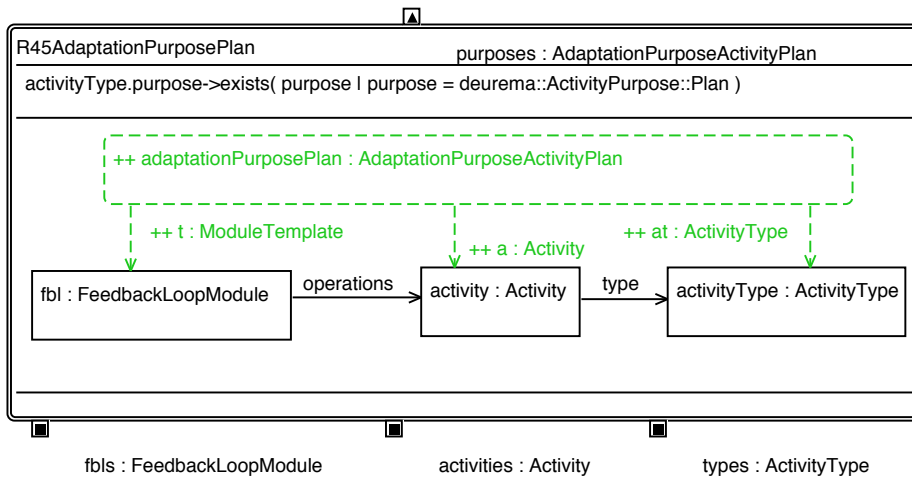 R45AdaptationPurposePlan
purposes : AdaptationPurposeActivityPlan
activityType.purpose->exists( purpose | purpose = deurema::ActivityPurpose::Plan )
++ adaptationPurposePlan : AdaptationPurposeActivityPlan
++ t : ModuleTemplate
++ a : Activity
++ at : ActivityType
fbl : FeedbackLoopModule
operations
activity : Activity
type
activityType : ActivityType
fbls : FeedbackLoopModule
activities : Activity
types : ActivityType